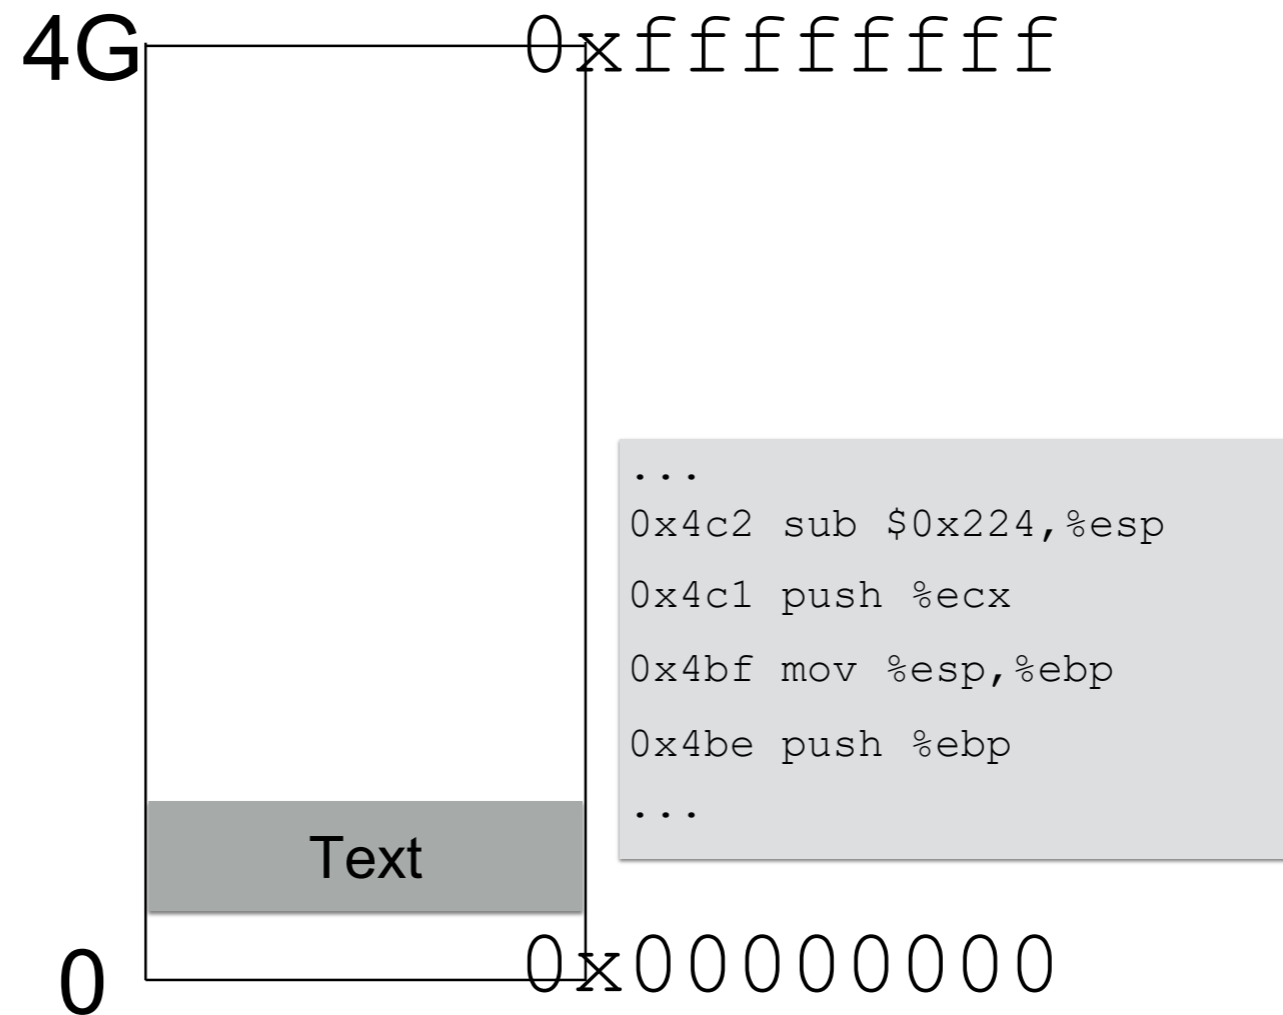 4G
0xffffffff
...
0x4c2 sub $0x224,%esp
0x4c1 push %ecx
0x4bf mov %esp,%ebp
0x4be push %ebp
...
Text
0
0x00000000